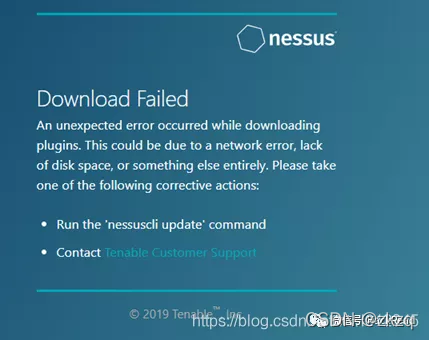 nessus
Download Failed
An unexpected error occurred while downloading
plugins. This could be due to a network error, lack
of disk space, or something else entirely. Please take
one of the following corrective actions:
Run the 'nessuscli update' command
Contact Tenable Customer Support
© 2019 Tenable™, Inc.
https://blog.csdn
CSDN @zkzq